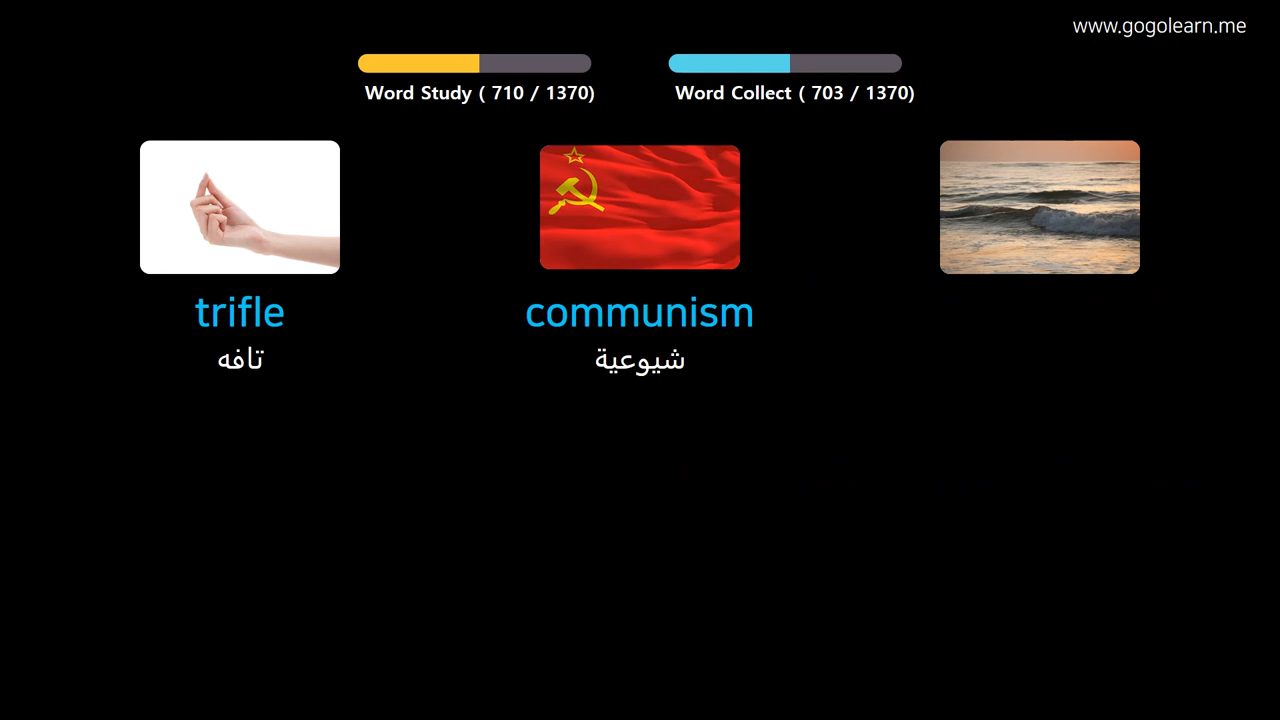 www.gogolearn.me
Word Study ( 710 / 1370)
Word Collect ( 703 / 1370)
trifle
communism
تافه
شيوعية